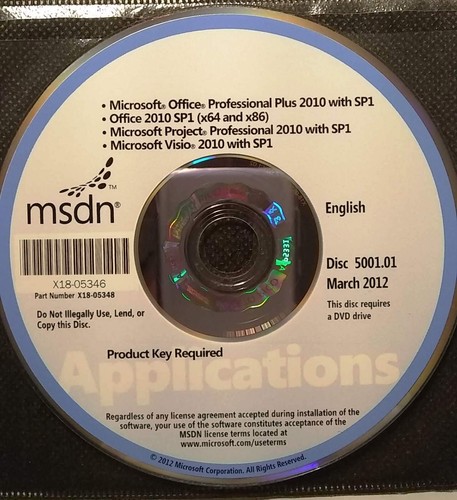 • Microsoft® Office® Professional Plus 2010 with SP1
• Office 2010 SP1 (x64 and x86)
• Microsoft Project® Professional 2010 with SP1
• Microsoft Visio® 2010 with SP1
msdn®
™
English
X18-05346
Part Number X18-05348
Disc 5001.01
March 2012
Do Not Illegally Use, Lend, or
Copy this Disc.
This disc requires
a DVD drive
Product Key Required
Applications
Regardless of any license agreement accepted during installation of the
software, your use of the software constitutes acceptance of the
MSDN license terms located at
www.microsoft.com/useterms
© 2012 Microsoft Corporation. All Rights Reserved.